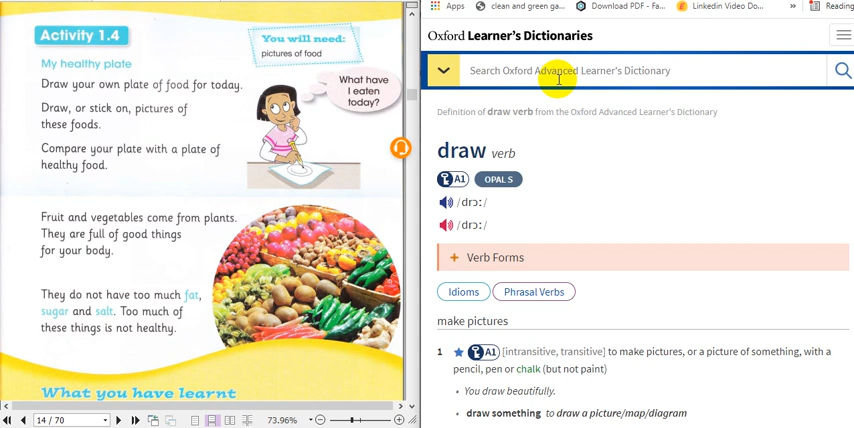 Activity 1.4
My healthy plate
Draw your own plate of food for today.
Draw, or stick on, pictures of
these foods.
Compare your plate with a plate of
healthy food.
You will need:
pictures of food
What have
I eaten
today?
Fruit and vegetables come from plants.
They are full of good things
for your body.
They do not have too much fat,
sugar and salt. Too much of
these things is not healthy.
What you have learnt
14 / 70
73.96%
Apps
clean and green ga...
Download PDF - Fa...
Linkedin Video Do...
»
Reading
Oxford Learner's Dictionaries
Search Oxford Advanced Learner's Dictionary
Definition of draw verb from the Oxford Advanced Learner's Dictionary
draw verb
A1 OPAL S
/drɔː/
/drɔː/
+ Verb Forms
Idioms Phrasal Verbs
make pictures
1 A1 [intransitive, transitive] to make pictures, or a picture of something, with a
pencil, pen or chalk (but not paint)
• You draw beautifully.
• draw something to draw a picture/map/diagram